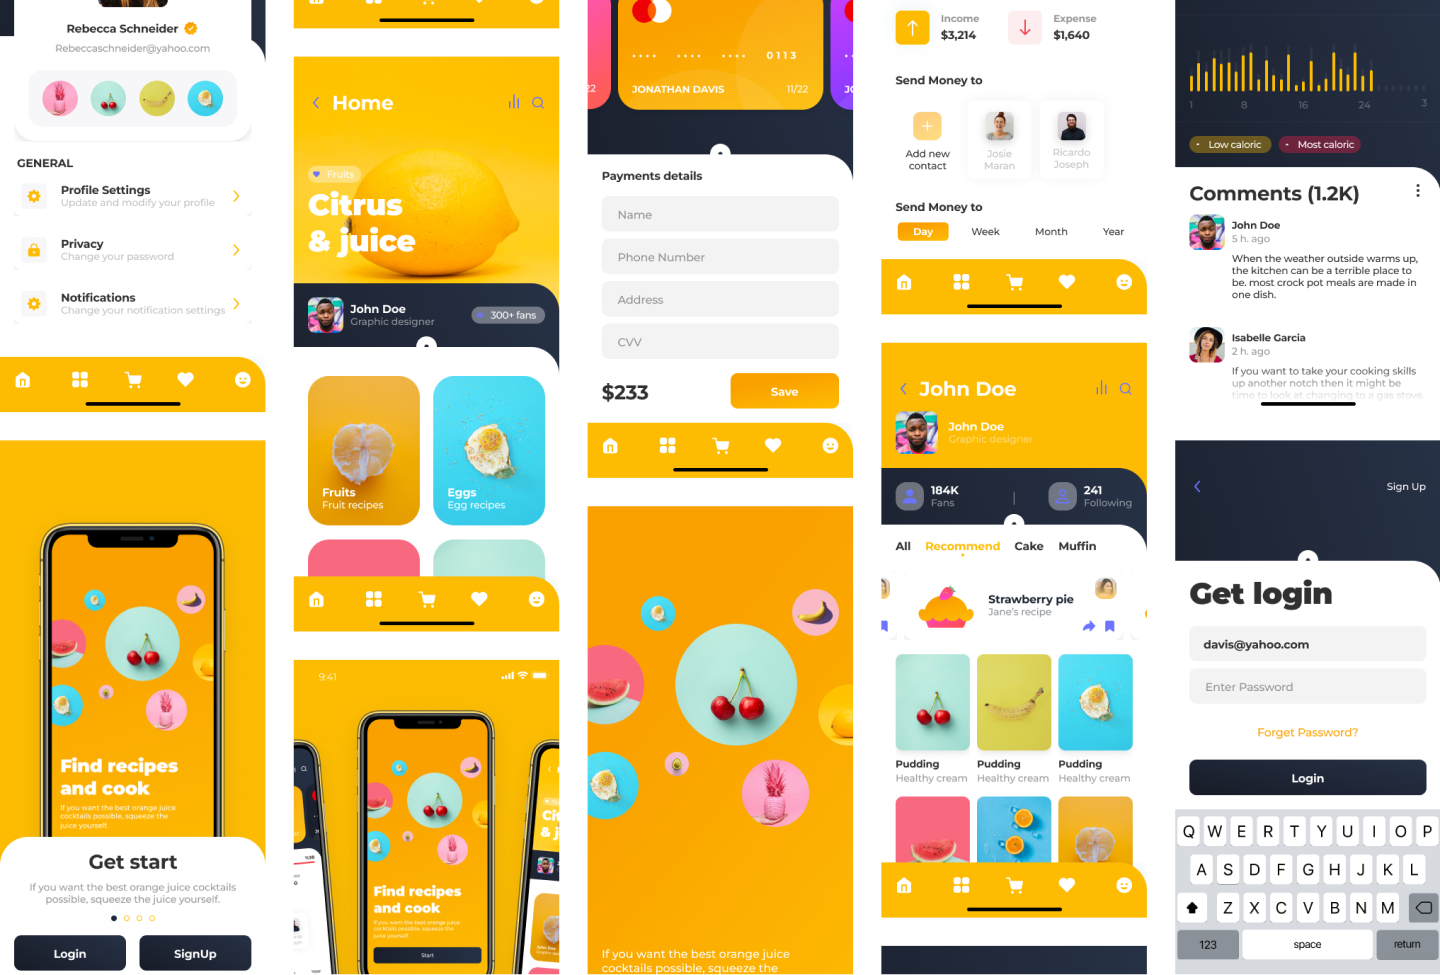 Rebecca Schneider
Rebeccaschneider@yahoo.com
GENERAL
Profile Settings
Update and modify your profile
Privacy
Change your password
Notifications
Change your notification settings
Find recipes
and cook
If you want the best orange juice
cocktails possible, squeeze the
juice yourself.
Get start
If you want the best orange juice cocktails
possible, squeeze the juice yourself.
Login
SignUp
Home
Fruits
Citrus
& juice
John Doe
Graphic designer
300+ fans
Fruits
Fruit recipes
Eggs
Egg recipes
9:41
Find recipes
and cook
If you want the best orange juice
cocktails possible, squeeze the
juice yourself.
Start
22
•••• •••• •••• 0113
JONATHAN DAVIS
11/22
Payments details
Name
Phone Number
Address
CVV
$233
Save
If you want the best orange juice
cocktails possible, squeeze the
Income
$3,214
Expense
$1,640
Send Money to
Add new
contact
Josie
Maran
Ricardo
Joseph
Send Money to
Day
Week
Month
Year
John Doe
John Doe
Graphic designer
184K
Fans
241
Following
All
Recommend
Cake
Muffin
Strawberry pie
Jane's recipe
Pudding
Healthy cream
Pudding
Healthy cream
Pudding
Healthy cream
1 8 16 24 3
• Low caloric
• Most caloric
Comments (1.2K)
John Doe
5 h. ago
When the weather outside warms up,
the kitchen can be a terrible place to
be. most crock pot meals are made in
one dish.
Isabelle Garcia
2 h. ago
If you want to take your cooking skills
up another notch then it might be
time to look at changing to a gas stove.
Sign Up
Get login
davis@yahoo.com
Enter Password
Forget Password?
Login
Q W E R T Y U I O P
A S D F G H J K L
Z X C V B N M
123
space
return